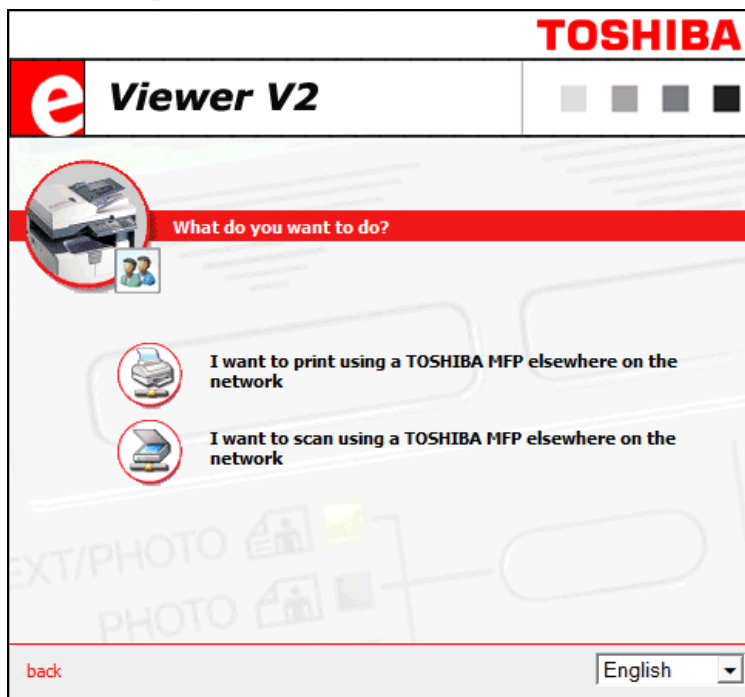 TOSHIBA
e Viewer V2
What do you want to do?
I want to print using a TOSHIBA MFP elsewhere on the
network
I want to scan using a TOSHIBA MFP elsewhere on the
network
EXT/PHOTO
PHOTO
back
English